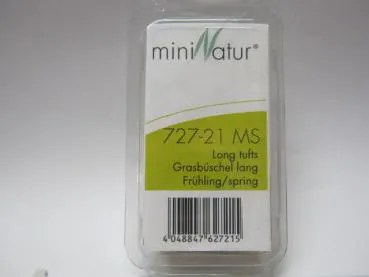 miniNatur®
727-21 MS
Long tufts
Grasbüschel lang
Frühling/spring
4 048847 627215